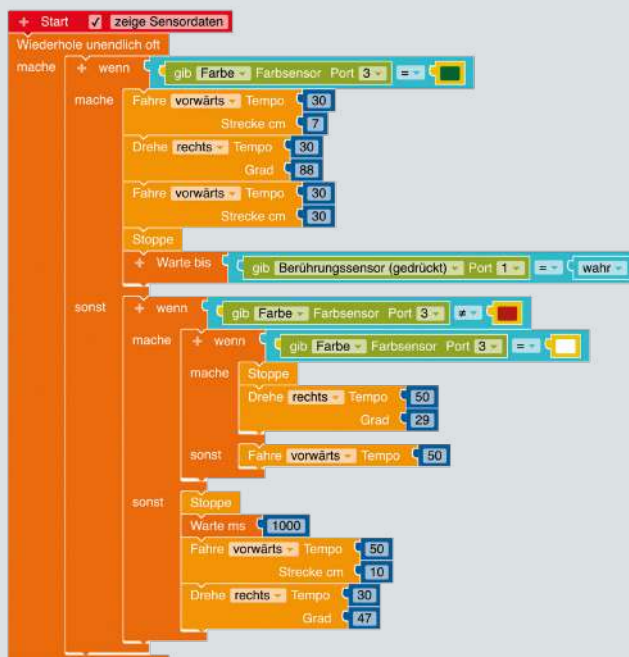 + Start zeige Sensordaten
Wiederhole unendlich oft
mache + wenn gib Farbe Farbsensor Port 3 =
mache Fahre vorwärts Tempo 30
Strecke cm 7
Drehe rechts Tempo 30
Grad 88
Fahre vorwärts Tempo 30
Strecke cm 30
Stoppe
+ Warte bis gib Berührungssensor (gedrückt) Port 1 = wahr
sonst + wenn gib Farbe Farbsensor Port 3 ≠
mache + wenn gib Farbe Farbsensor Port 3 =
mache Stoppe
Drehe rechts Tempo 50
Grad 29
sonst Fahre vorwärts Tempo 50
sonst Stoppe
Warte ms 1000
Fahre vorwärts Tempo 50
Strecke cm 10
Drehe rechts Tempo 30
Grad 47